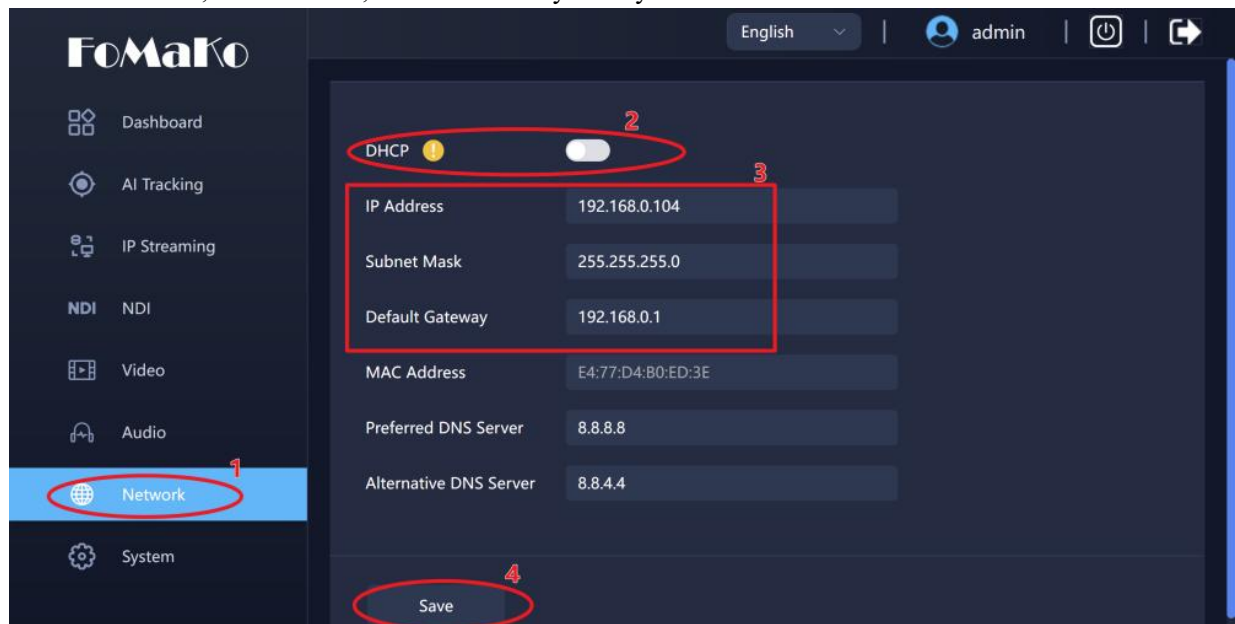 FoMaKo
English
admin
Dashboard
AI Tracking
IP Streaming
NDI NDI
Video
Audio
1
Network
System
2
DHCP !
3
IP Address 192.168.0.104
Subnet Mask 255.255.255.0
Default Gateway 192.168.0.1
MAC Address E4:77:D4:B0:ED:3E
Preferred DNS Server 8.8.8.8
Alternative DNS Server 8.8.4.4
4
Save